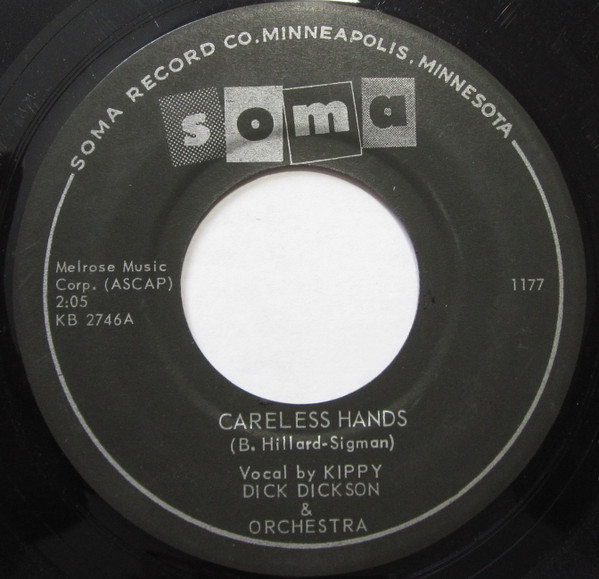 SOMA RECORD CO. MINNEAPOLIS, MINNESOTA
soma
Melrose Music
Corp. (ASCAP)
2:05
KB 2746A
1177
CARELESS HANDS
(B. Hillard-Sigman)
Vocal by KIPPY
DICK DICKSON
&
ORCHESTRA